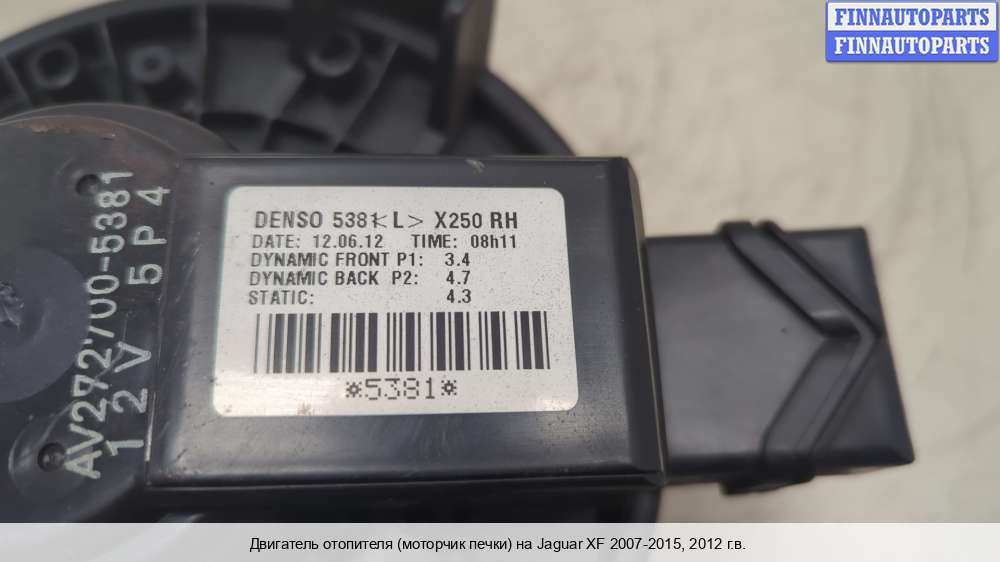 FINNAUTOPARTS
FINNAUTOPARTS
DENSO 5381<L> X250 RH
DATE: 12.06.12 TIME: 08h11
DYNAMIC FRONT P1: 3.4
DYNAMIC BACK P2: 4.7
STATIC: 4.3
*5381*
AV272700-5381
12V 5P4
Двигатель отопителя (моторчик печки) на Jaguar XF 2007-2015, 2012 г.в.